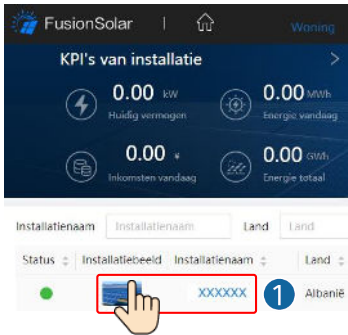 FusionSolar | Woning
KPI's van installatie >
0.00 kW
Huidig vermogen
0.00 MWh
Energie vandaag
0.00 ¥
Inkomsten vandaag
0.00 GWh
Energie totaal
Installatienaam Installatienaam Land Land
Status Installatiebeeld Installatienaam Land
XXXXXX 1 Albanië